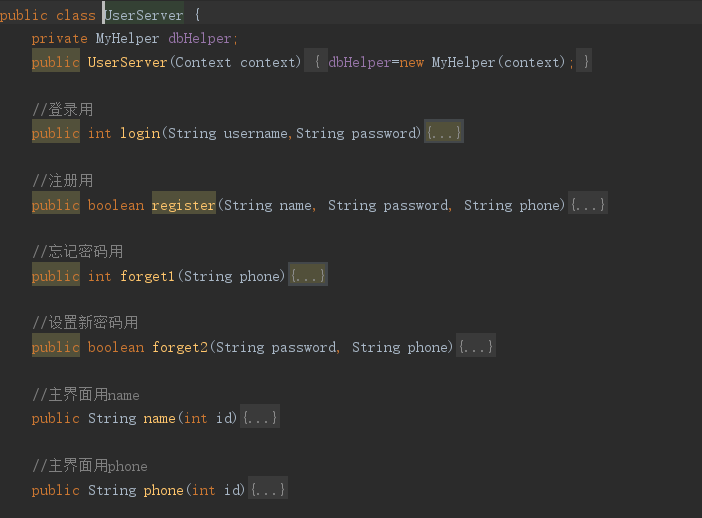 public class UserServer {
private MyHelper dbHelper;
public UserServer(Context context) { dbHelper=new MyHelper(context); }
//登录用
public int login(String username,String password){...}
//注册用
public boolean register(String name, String password, String phone){...}
//忘记密码用
public int forget1(String phone){...}
//设置新密码用
public boolean forget2(String password, String phone){...}
//主界面用name
public String name(int id){...}
//主界面用phone
public String phone(int id){...}